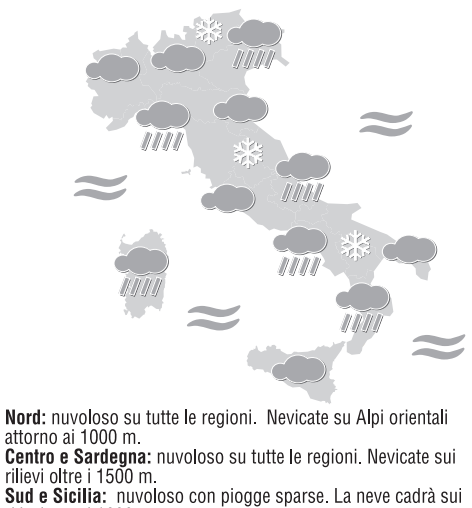 Nord: nuvoloso su tutte le regioni. Nevicate su Alpi orientali
attorno ai 1000 m.
Centro e Sardegna: nuvoloso su tutte le regioni. Nevicate sui
rilievi oltre i 1500 m.
Sud e Sicilia: nuvoloso con piogge sparse. La neve cadrà sui